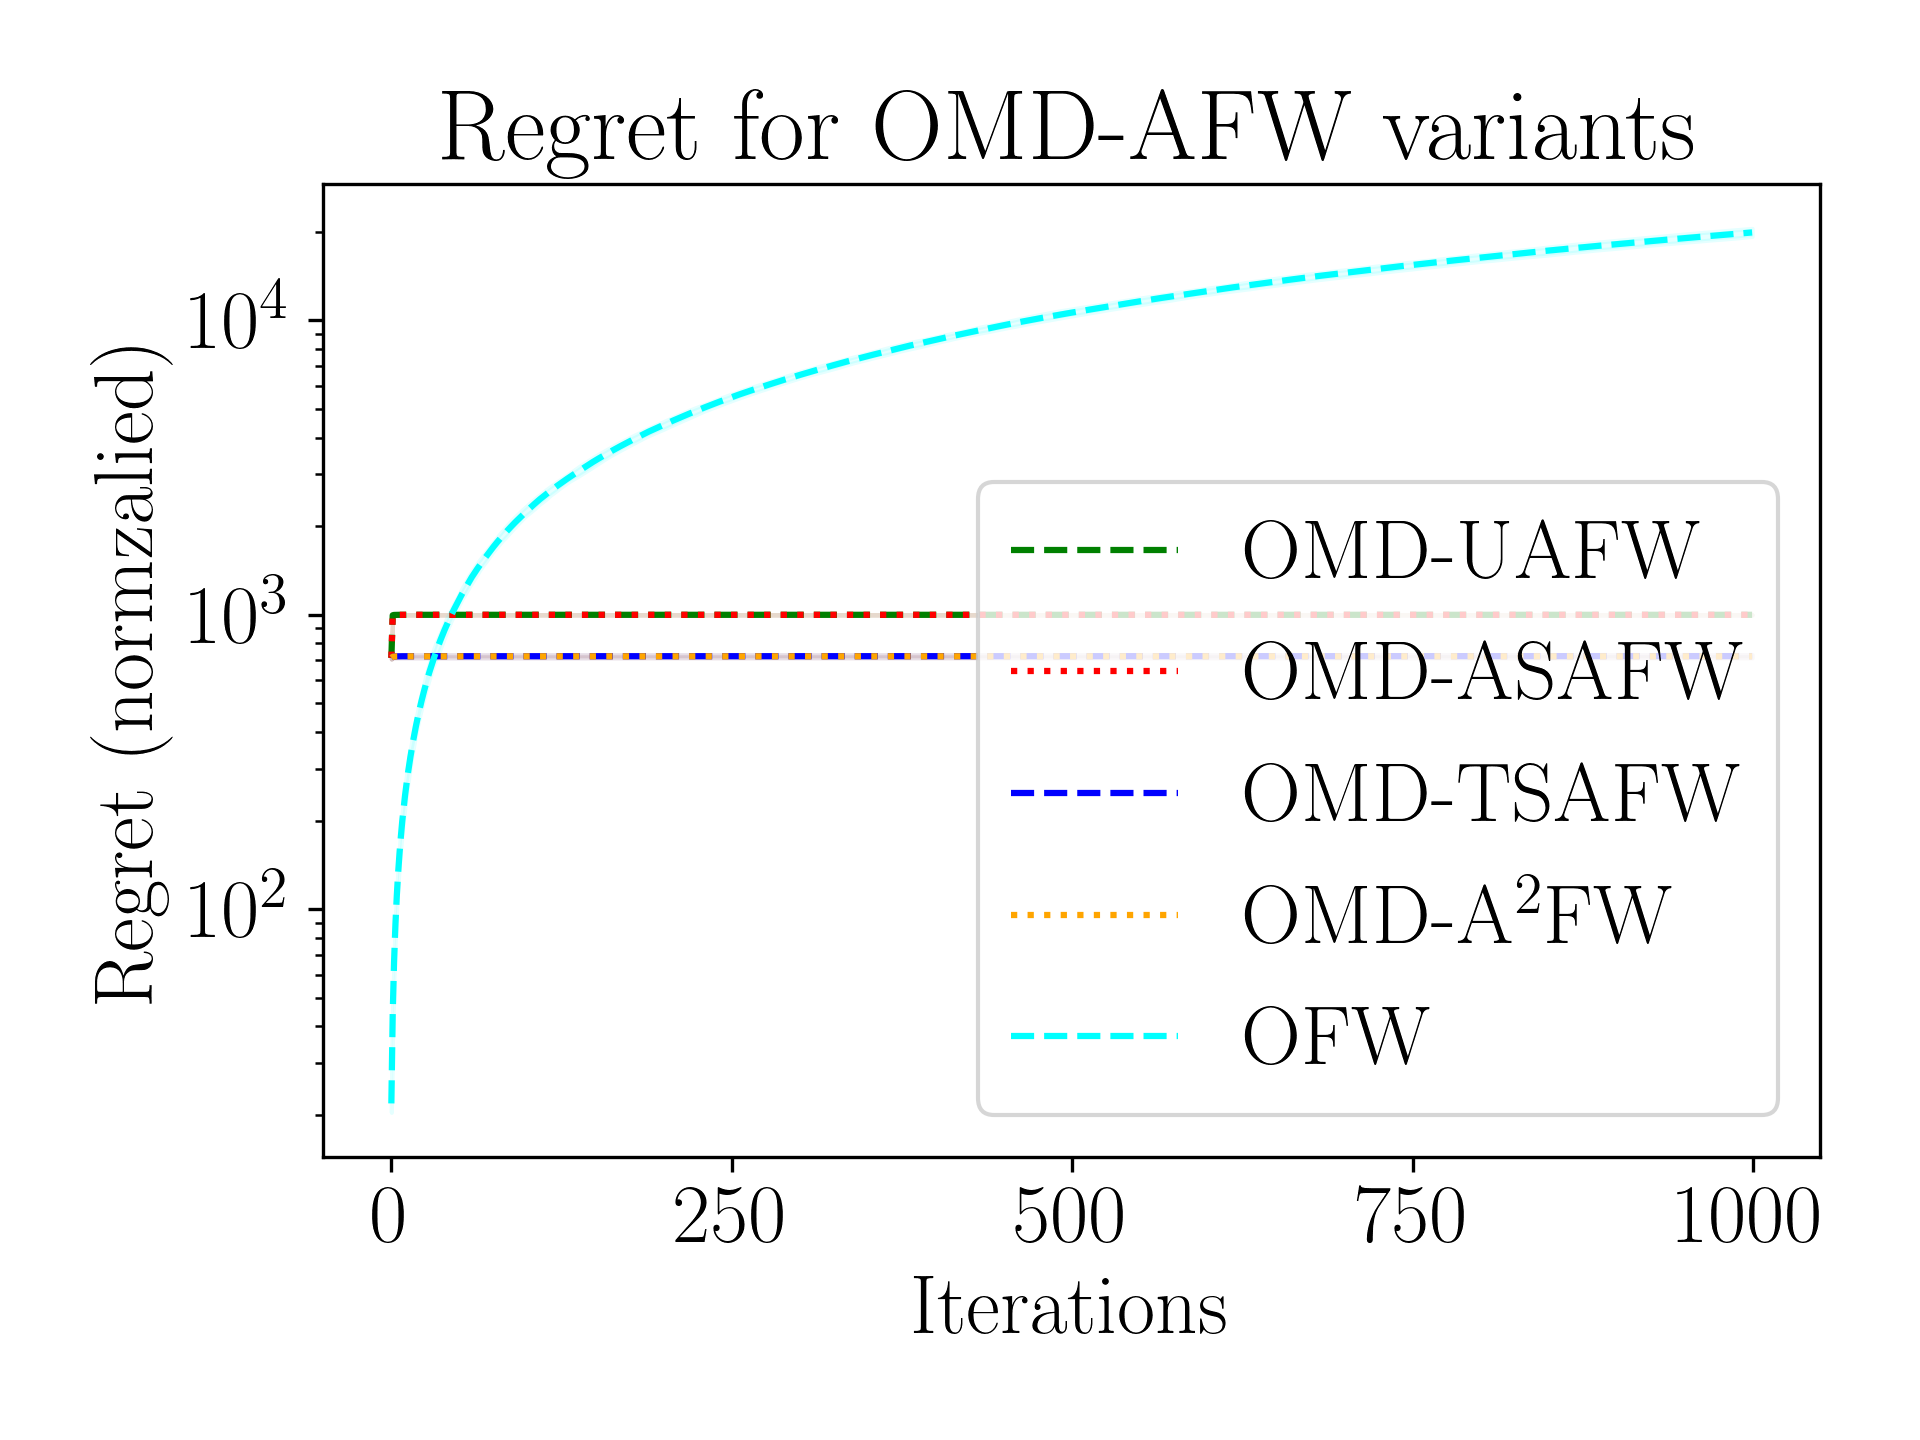 Regret for OMD-AFW variants
Regret (normzalied)
10^4
10^3
10^2
OMD-UAFW
OMD-ASAFW
OMD-TSAFW
OMD-A²FW
OFW
0 250 500 750 1000
Iterations